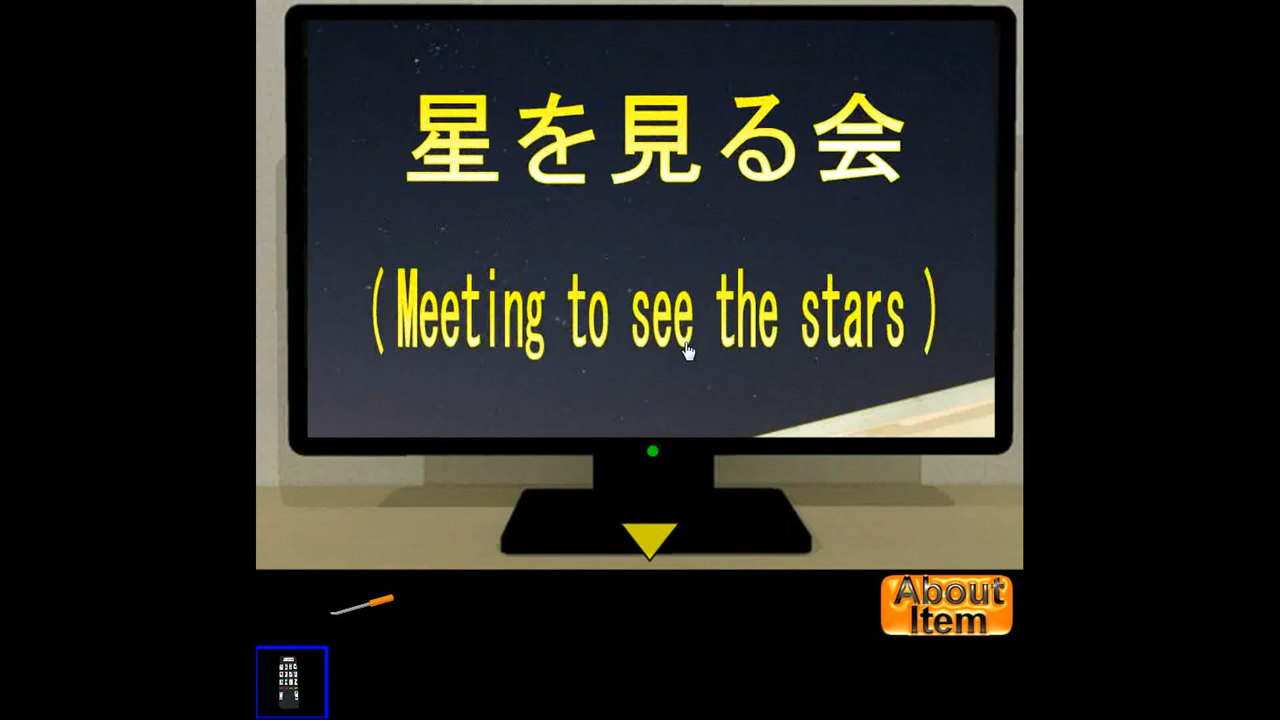 星を見る会
(Meeting to see the stars)
About
Item